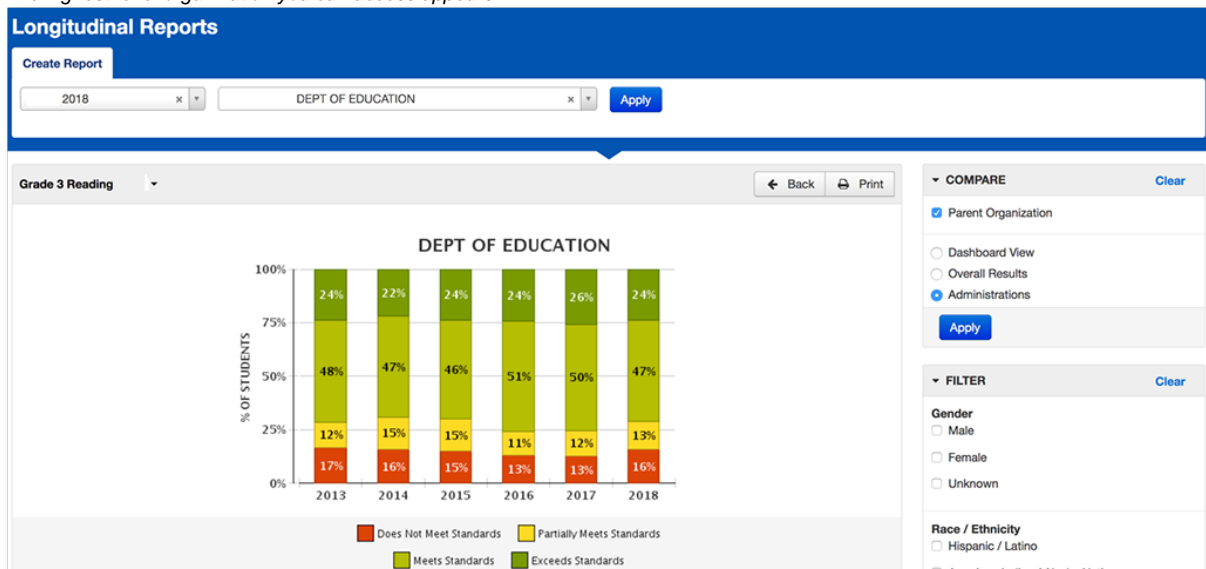 Longitudinal Reports
Create Report
2018 × DEPT OF EDUCATION × Apply
Grade 3 Reading
Back Print
DEPT OF EDUCATION
100%
75%
50%
25%
0%
% OF STUDENTS
24% 22% 24% 24% 26% 24%
48% 47% 46% 51% 50% 47%
12% 15% 15% 11% 12% 13%
17% 16% 15% 13% 13% 16%
2013 2014 2015 2016 2017 2018
Does Not Meet Standards Partially Meets Standards
Meets Standards Exceeds Standards
COMPARE Clear
Parent Organization
Dashboard View
Overall Results
Administrations
Apply
FILTER Clear
Gender
Male
Female
Unknown
Race / Ethnicity
Hispanic / Latino